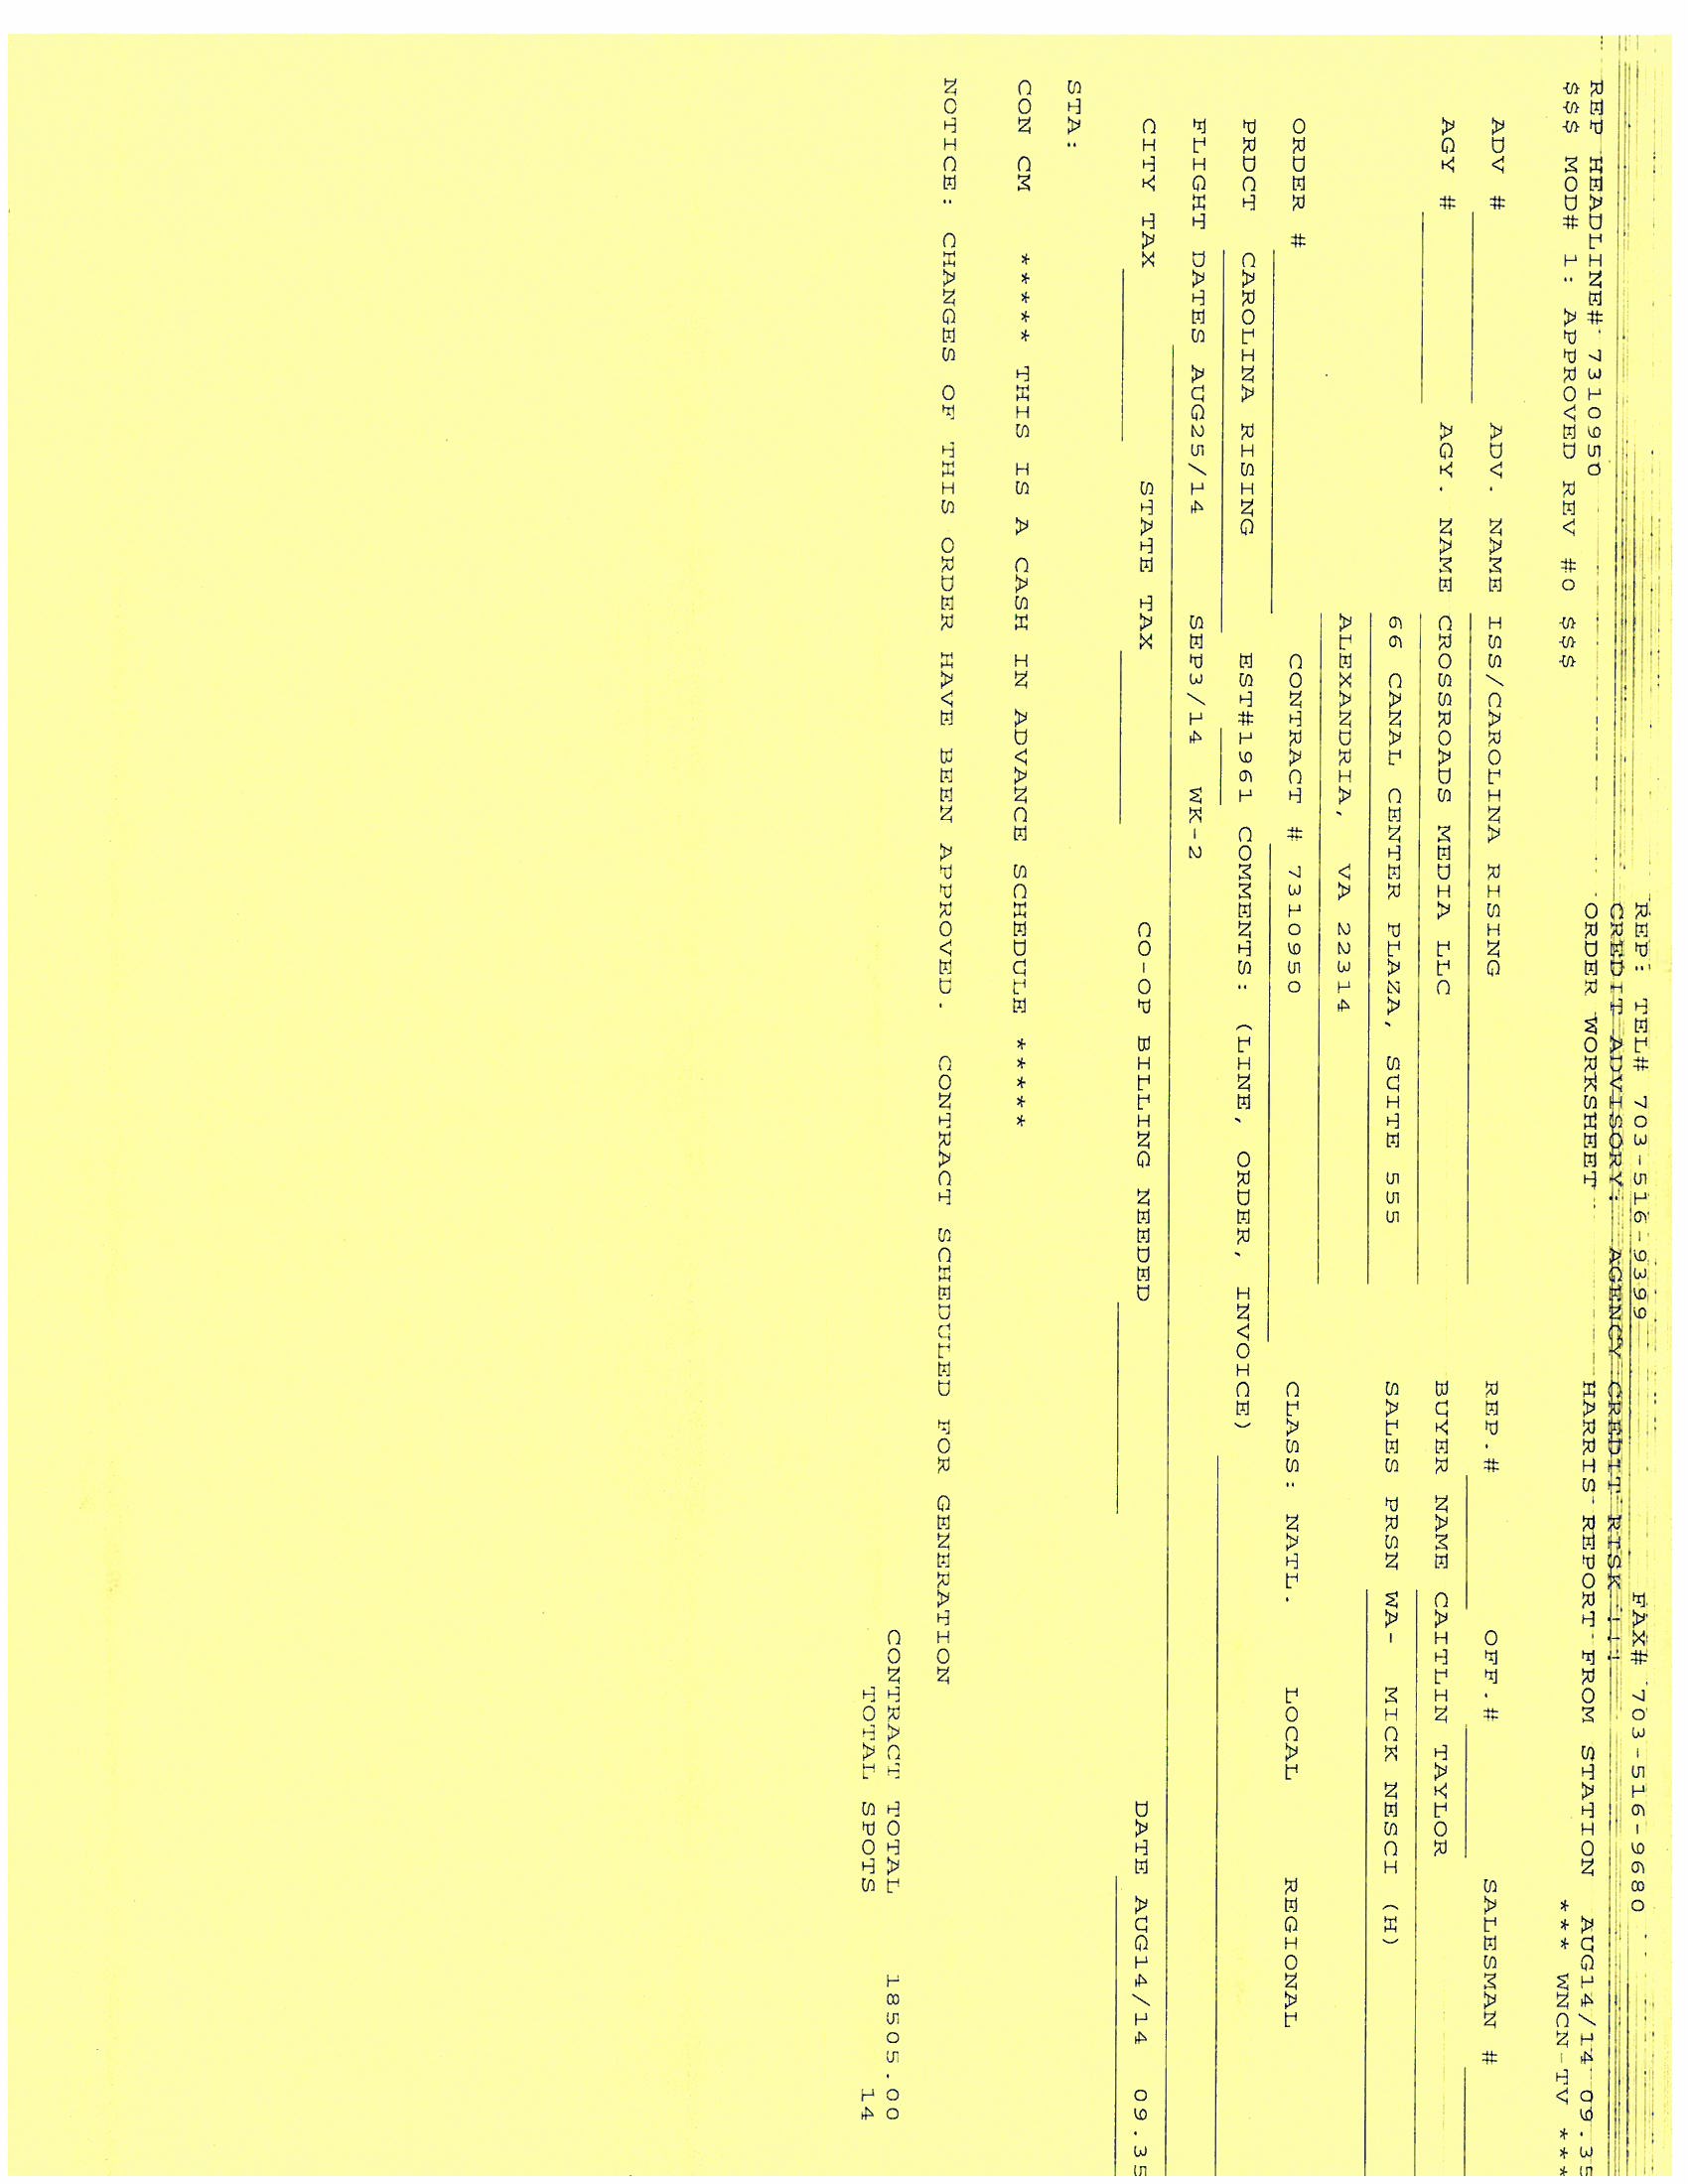 REP: TEL# 703-516-9399 FAX# 703-516-9680
CREDIT ADVISORY: AGENCY CREDIT RISK !!!
REP HEADLINE# 7310950 ORDER WORKSHEET HARRIS REPORT FROM STATION AUG14/14 09.35
$$$ MOD# 1: APPROVED REV #0 $$$ *** WNCN-TV ***
ADV # ADV. NAME ISS/CAROLINA RISING REP.# OFF.# SALESMAN #
AGY # AGY. NAME CROSSROADS MEDIA LLC BUYER NAME CAITLIN TAYLOR
66 CANAL CENTER PLAZA, SUITE 555 SALES PRSN WA- MICK NESCI (H)
ALEXANDRIA, VA 22314
ORDER # CONTRACT # 7310950 CLASS: NATL. LOCAL REGIONAL
PRDCT CAROLINA RISING EST#1961 COMMENTS: (LINE, ORDER, INVOICE)
FLIGHT DATES AUG25/14 SEP3/14 WK-2
CITY TAX STATE TAX CO-OP BILLING NEEDED DATE AUG14/14 09.35
STA:
CON CM ***** THIS IS A CASH IN ADVANCE SCHEDULE *****
NOTICE: CHANGES OF THIS ORDER HAVE BEEN APPROVED. CONTRACT SCHEDULED FOR GENERATION
CONTRACT TOTAL 18505.00
TOTAL SPOTS 14